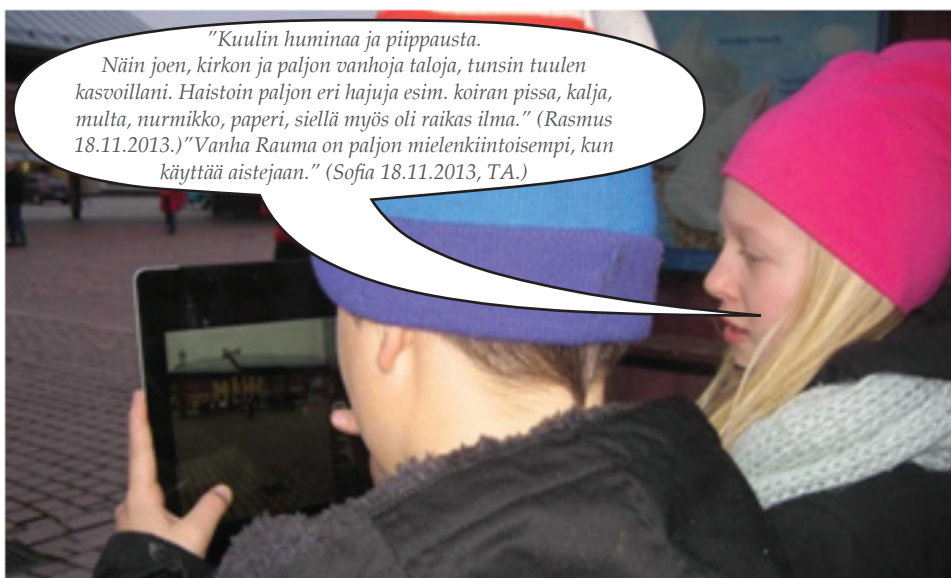 "Kuulin huminaa ja piippausta.
Näin joen, kirkon ja paljon vanhoja taloja, tunsin tuulen
kasvoillani. Haistoin paljon eri hajuja esim. koiran pissa, kalja,
multa, nurmikko, paperi, siellä myös oli raikas ilma." (Rasmus
18.11.2013.)"Vanha Rauma on paljon mielenkiintoisempi, kun
käyttää aistejaan." (Sofia 18.11.2013, TA.)